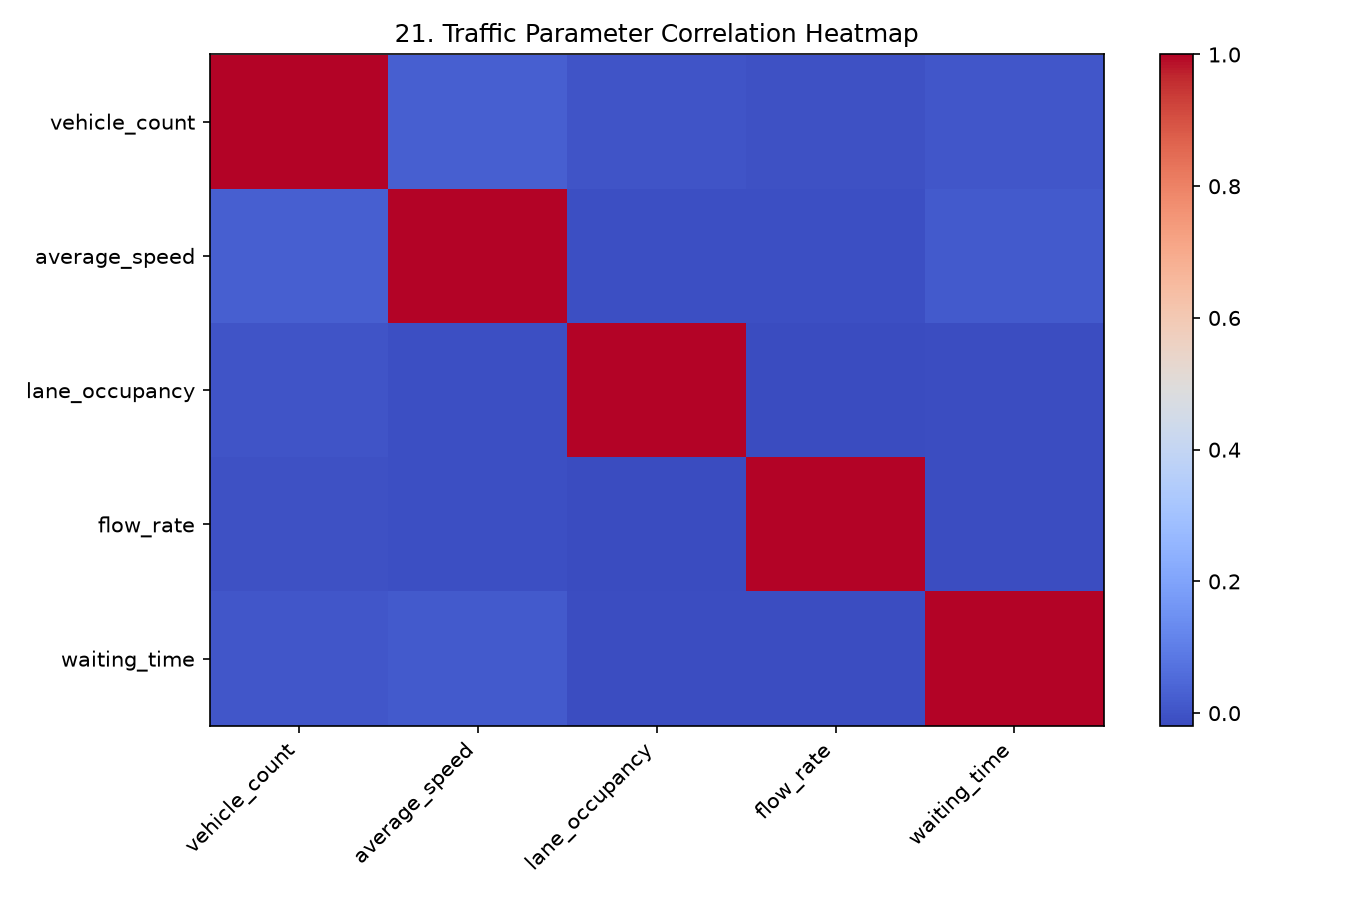 21. Traffic Parameter Correlation Heatmap
vehicle_count
average_speed
lane_occupancy
flow_rate
waiting_time
vehicle_count
average_speed
lane_occupancy
flow_rate
waiting_time
1.0
0.8
0.6
0.4
0.2
0.0